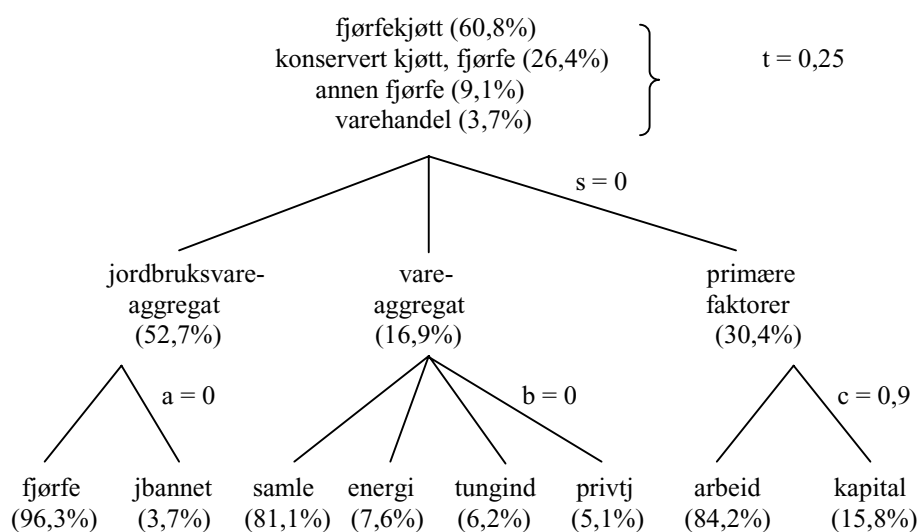 fjørfekjøtt (60,8%)
konservert kjøtt, fjørfe (26,4%)
t = 0,25
annen fjørfe (9,1%)
varehandel (3,7%)
s = 0
jordbruksvare-
aggregat
(52,7%)
vare-
aggregat
(16,9%)
primære
faktorer
(30,4%)
a = 0
b = 0
c = 0,9
fjørfe
(96,3%)
jbannet
(3,7%)
samle
(81,1%)
energi
(7,6%)
tungind
(6,2%)
privtj
(5,1%)
arbeid
(84,2%)
kapital
(15,8%)